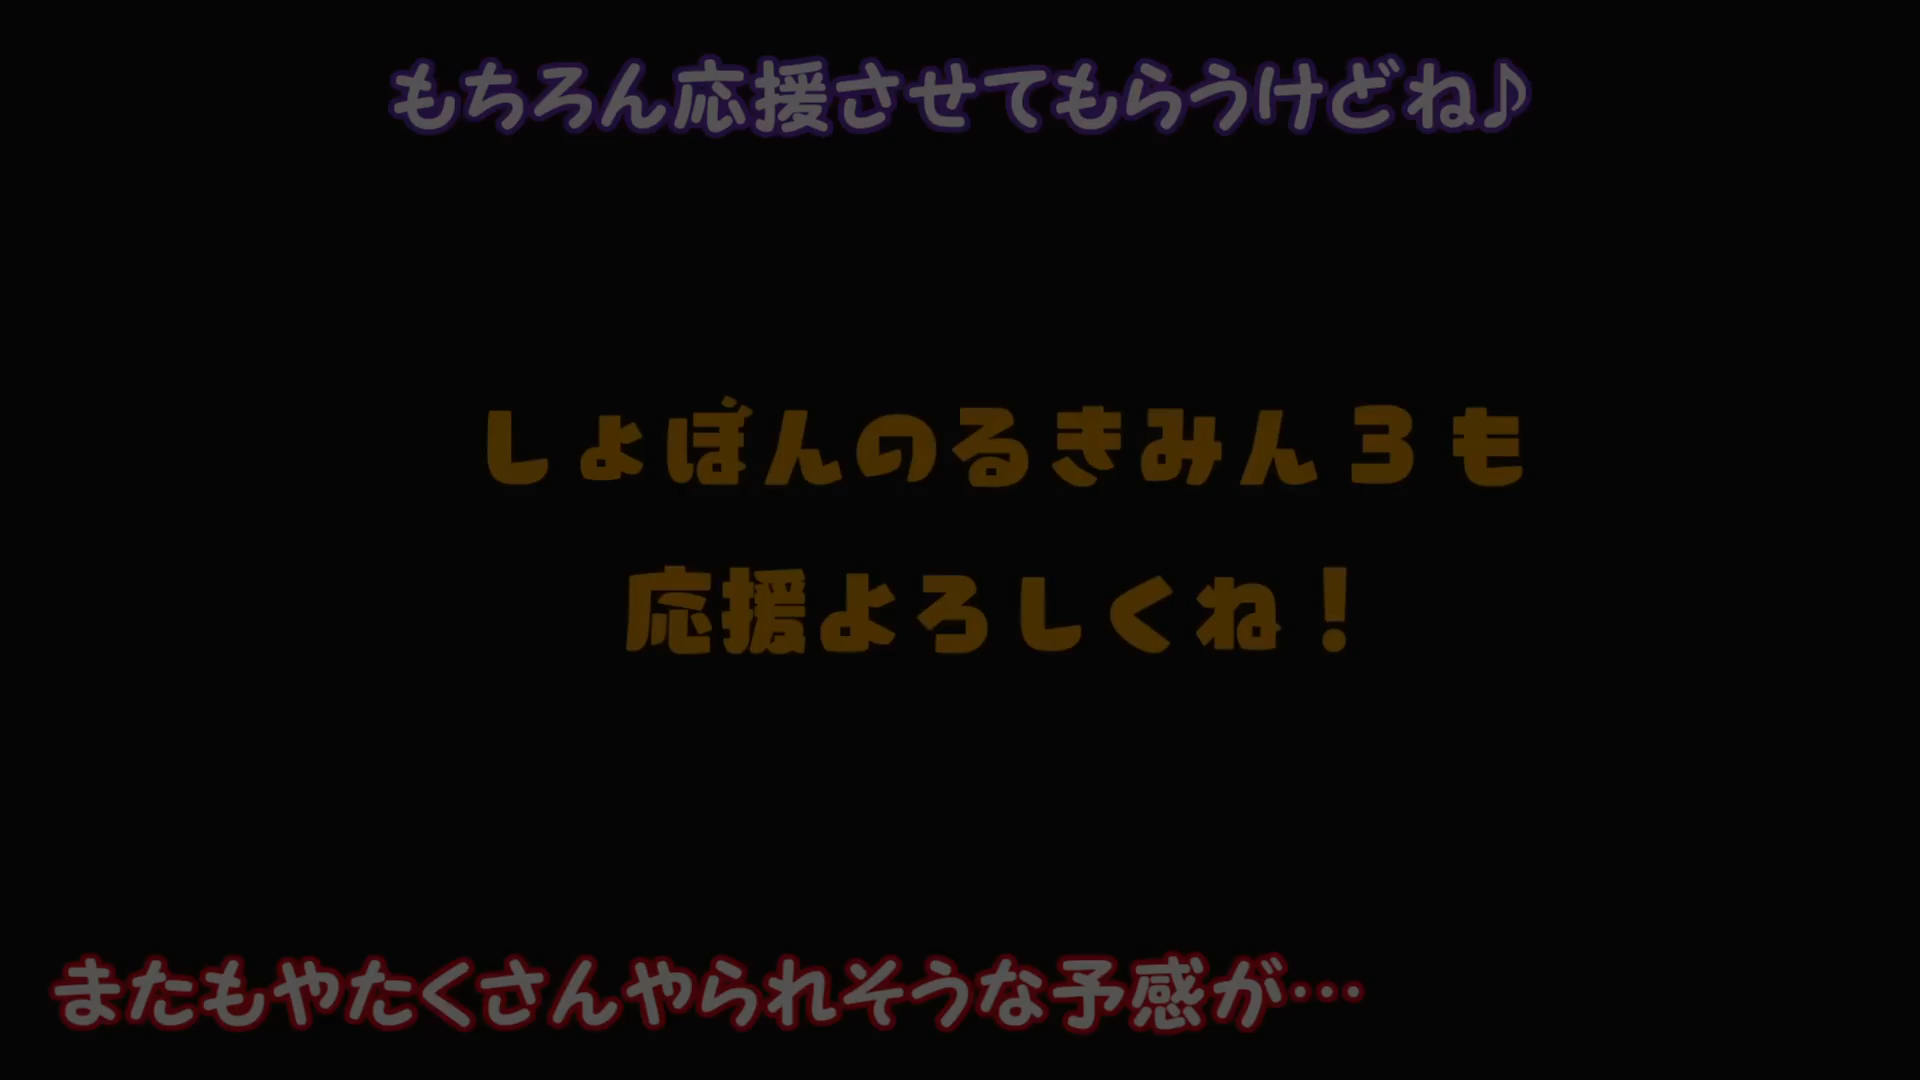 もちろん応援させてもらうけどね♪
しょぼんのるきみん３も
応援よろしくね！
またもやたくさんやられそうな予感が…